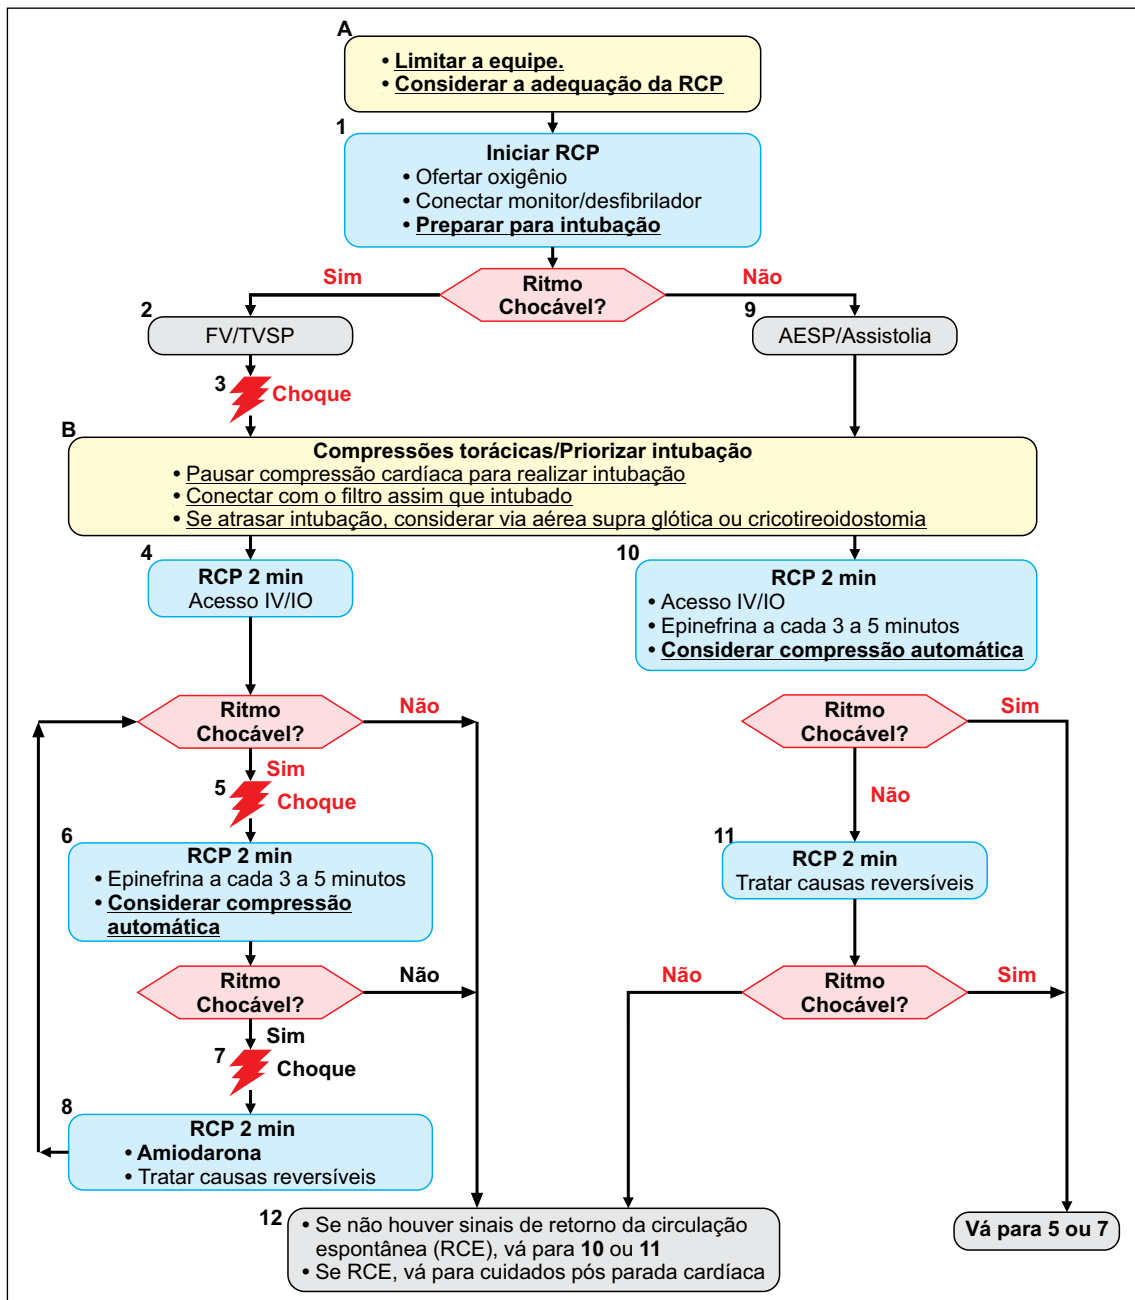 A
• Limitar a equipe.
• Considerar a adequação da RCP
1
Iniciar RCP
• Ofertar oxigênio
• Conectar monitor/desfibrilador
• Preparar para intubação
Sim
Ritmo
Chocável?
Não
2
FV/TVSP
9
AESP/Assistolia
3
Choque
B
Compressões torácicas/Priorizar intubação
• Pausar compressão cardíaca para realizar intubação
• Conectar com o filtro assim que intubado
• Se atrasar intubação, considerar via aérea supra glótica ou cricotireoidostomia
4
RCP 2 min
Acesso IV/IO
10
RCP 2 min
• Acesso IV/IO
• Epinefrina a cada 3 a 5 minutos
• Considerar compressão automática
Ritmo
Chocável?
Não
Sim
5
Choque
Ritmo
Chocável?
Sim
Não
6
RCP 2 min
• Epinefrina a cada 3 a 5 minutos
• Considerar compressão
automática
11
RCP 2 min
Tratar causas reversíveis
Ritmo
Chocável?
Não
Sim
7
Choque
Não
Ritmo
Chocável?
Sim
8
RCP 2 min
• Amiodarona
• Tratar causas reversíveis
12
• Se não houver sinais de retorno da circulação
espontânea (RCE), vá para 10 ou 11
• Se RCE, vá para cuidados pós parada cardíaca
Vá para 5 ou 7